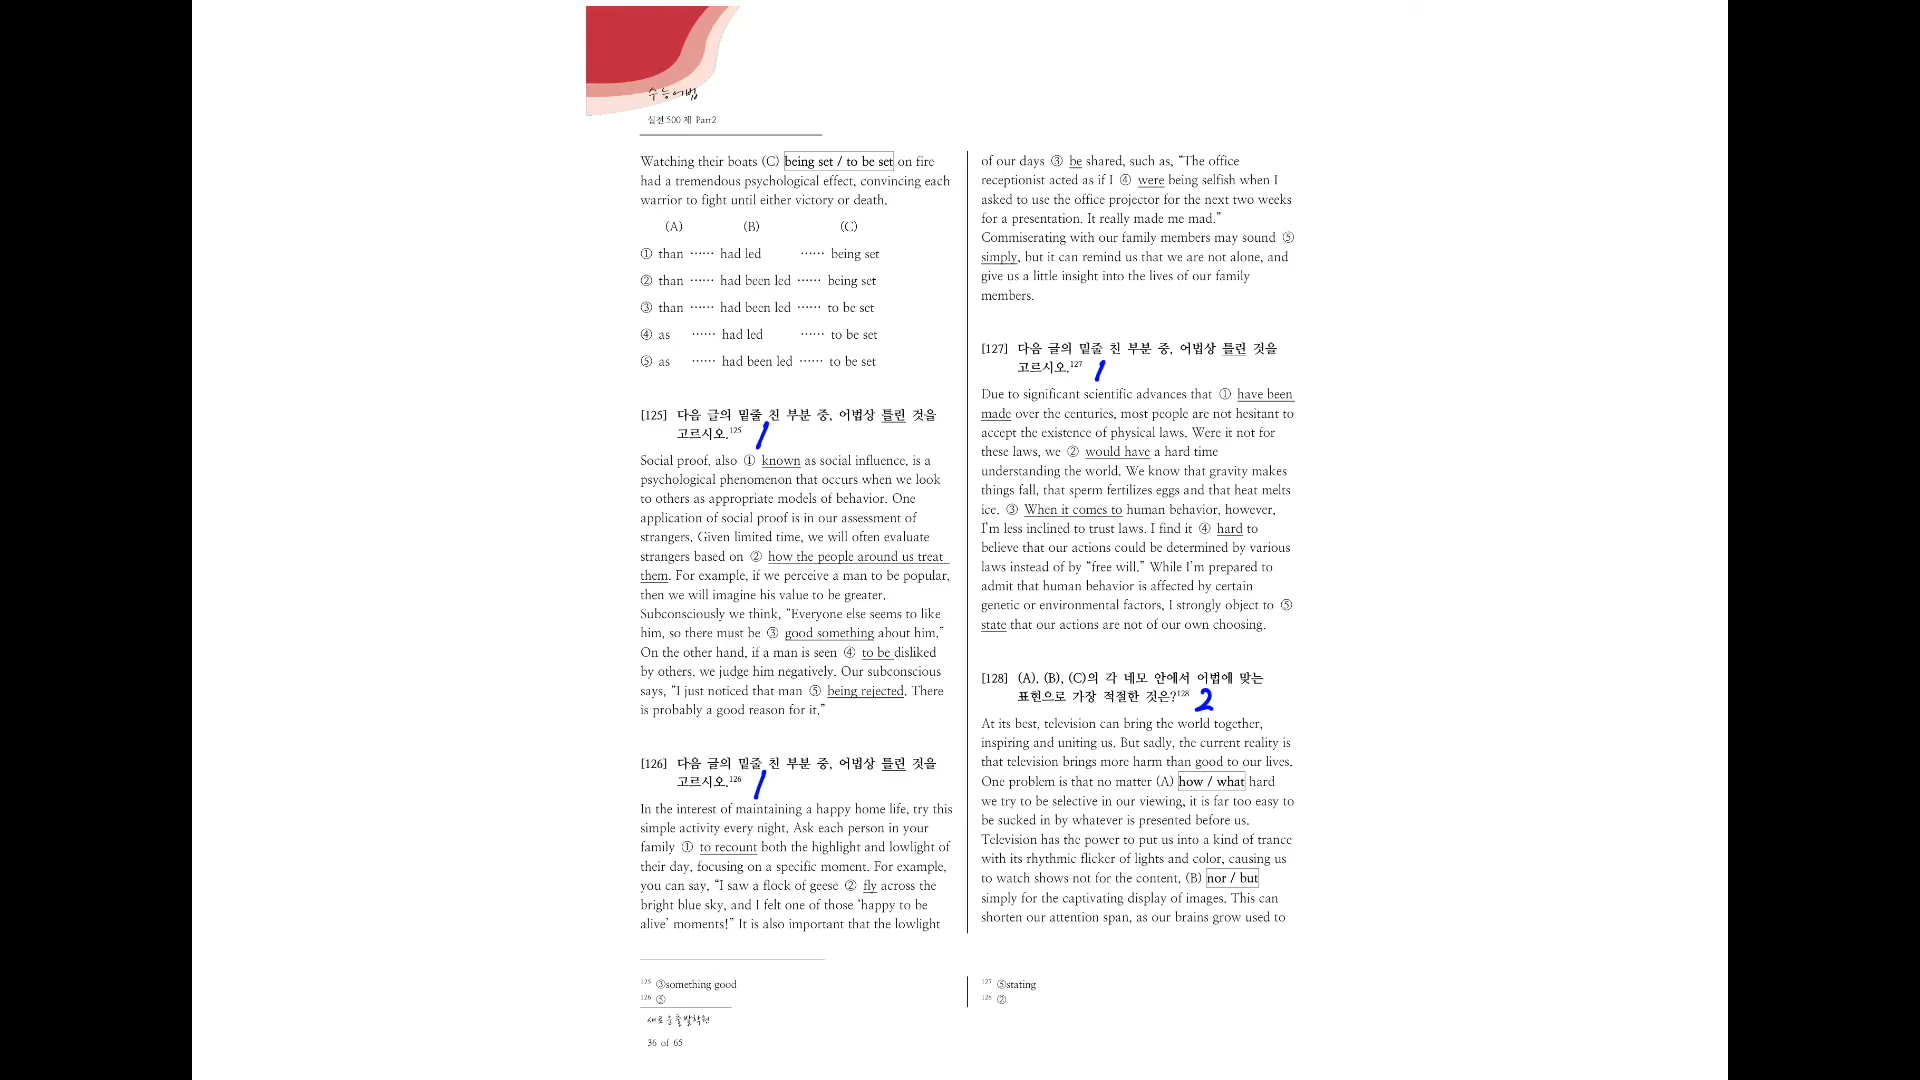 수능어법
실전 500 제 Part2
Watching their boats (C) being set / to be set on fire
had a tremendous psychological effect, convincing each
warrior to fight until either victory or death.
(A) (B) (C)
① than ⋯⋯ had led ⋯⋯ being set
② than ⋯⋯ had been led ⋯⋯ being set
③ than ⋯⋯ had been led ⋯⋯ to be set
④ as ⋯⋯ had led ⋯⋯ to be set
⑤ as ⋯⋯ had been led ⋯⋯ to be set
[125] 다음 글의 밑줄 친 부분 중, 어법상 틀린 것을
고르시오.125
1
Social proof, also ① known as social influence, is a
psychological phenomenon that occurs when we look
to others as appropriate models of behavior. One
application of social proof is in our assessment of
strangers. Given limited time, we will often evaluate
strangers based on ② how the people around us treat
them. For example, if we perceive a man to be popular,
then we will imagine his value to be greater.
Subconsciously we think, “Everyone else seems to like
him, so there must be ③ good something about him.”
On the other hand, if a man is seen ④ to be disliked
by others, we judge him negatively. Our subconscious
says, “I just noticed that man ⑤ being rejected. There
is probably a good reason for it.”
[126] 다음 글의 밑줄 친 부분 중, 어법상 틀린 것을
고르시오.126
1
In the interest of maintaining a happy home life, try this
simple activity every night. Ask each person in your
family ① to recount both the highlight and lowlight of
their day, focusing on a specific moment. For example,
you can say, “I saw a flock of geese ② fly across the
bright blue sky, and I felt one of those ‘happy to be
alive’ moments!” It is also important that the lowlight
of our days ③ be shared, such as, “The office
receptionist acted as if I ④ were being selfish when I
asked to use the office projector for the next two weeks
for a presentation. It really made me mad.”
Commiserating with our family members may sound ⑤
simply, but it can remind us that we are not alone, and
give us a little insight into the lives of our family
members.
[127] 다음 글의 밑줄 친 부분 중, 어법상 틀린 것을
고르시오.127
1
Due to significant scientific advances that ① have been
made over the centuries, most people are not hesitant to
accept the existence of physical laws. Were it not for
these laws, we ② would have a hard time
understanding the world. We know that gravity makes
things fall, that sperm fertilizes eggs and that heat melts
ice. ③ When it comes to human behavior, however,
I’m less inclined to trust laws. I find it ④ hard to
believe that our actions could be determined by various
laws instead of by “free will.” While I’m prepared to
admit that human behavior is affected by certain
genetic or environmental factors, I strongly object to ⑤
state that our actions are not of our own choosing.
[128] (A), (B), (C)의 각 네모 안에서 어법에 맞는
표현으로 가장 적절한 것은?128
2
At its best, television can bring the world together,
inspiring and uniting us. But sadly, the current reality is
that television brings more harm than good to our lives.
One problem is that no matter (A) how / what hard
we try to be selective in our viewing, it is far too easy to
be sucked in by whatever is presented before us.
Television has the power to put us into a kind of trance
with its rhythmic flicker of lights and color, causing us
to watch shows not for the content, (B) nor / but
simply for the captivating display of images. This can
shorten our attention span, as our brains grow used to
125 ③something good
126 ⑤
127 ⑤stating
128 ②
새로운출발학원
36 of 65